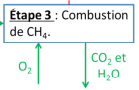 Étape 3 : Combustion
de CH₄.
O₂
CO₂ et
H₂O